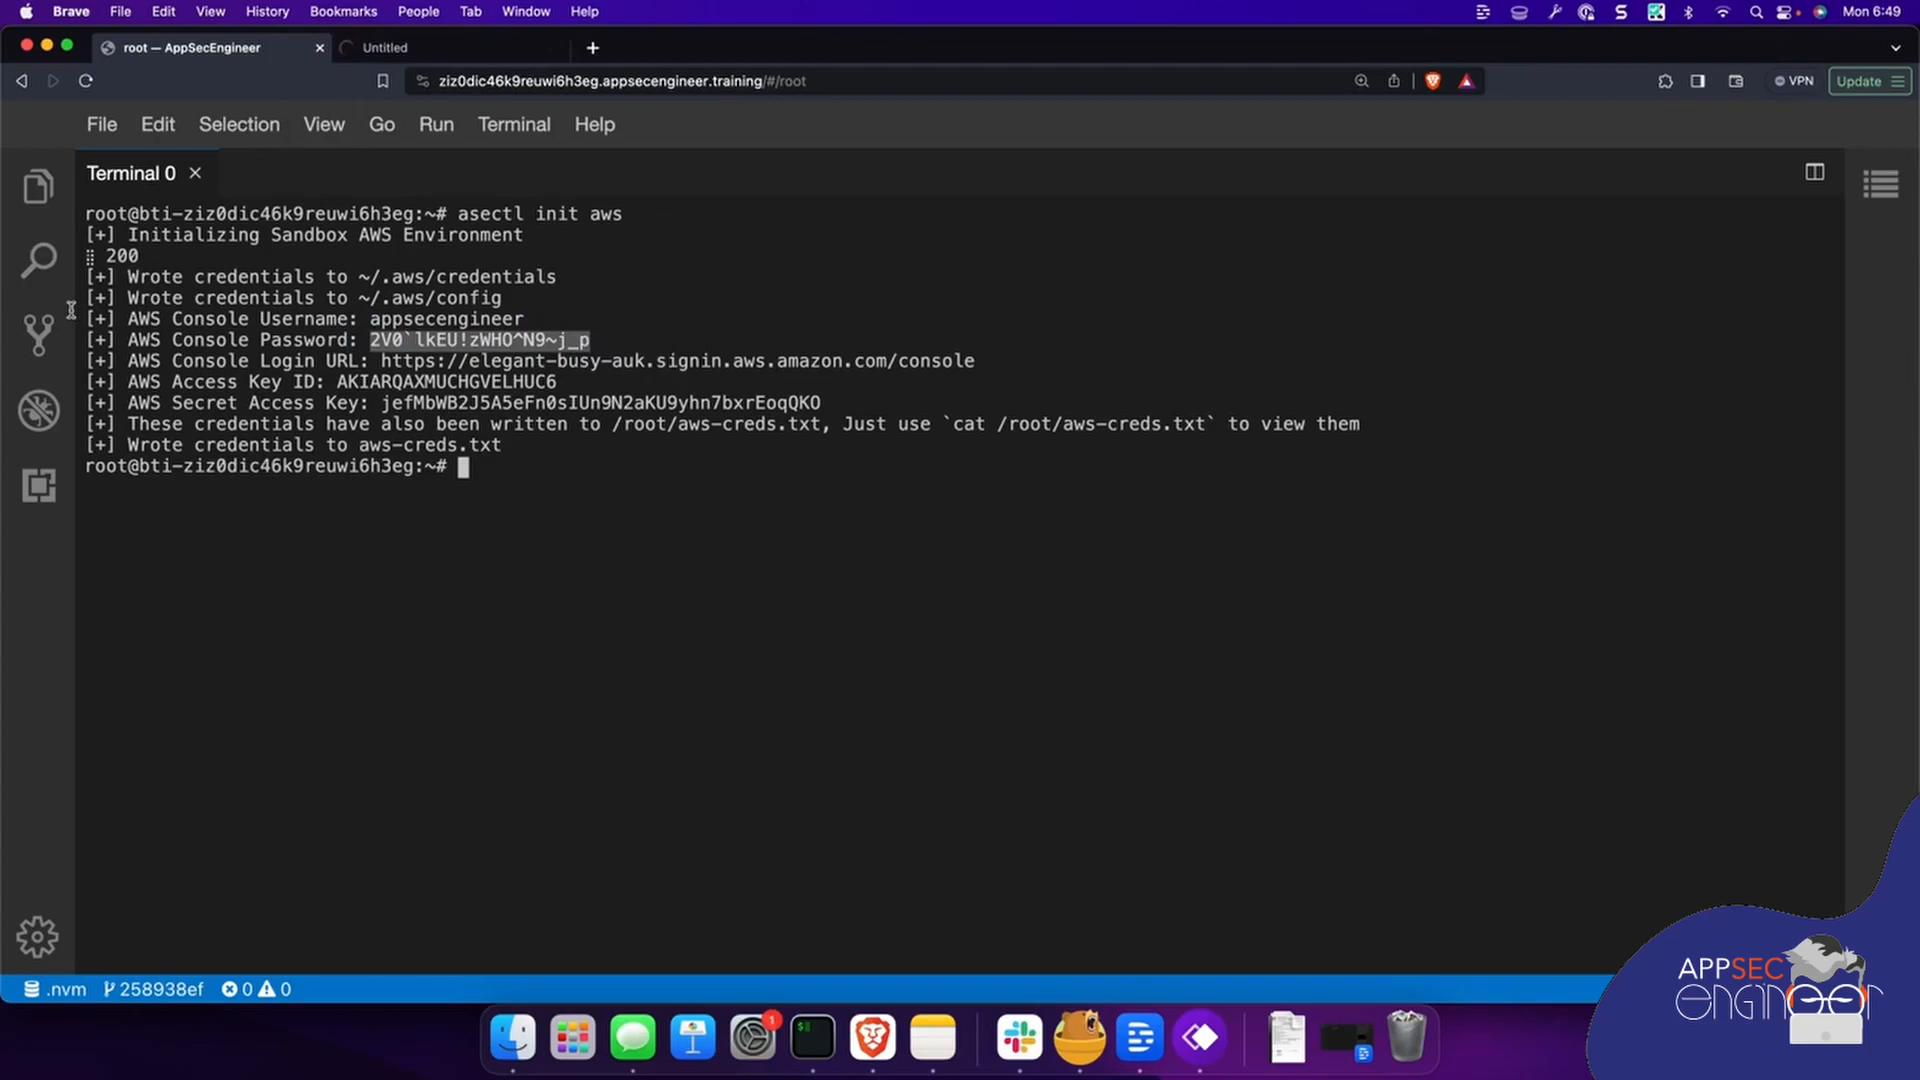 Brave File Edit View History Bookmarks People Tab Window Help Mon 6:49
root — AppSecEngineer Untitled
ziz0dic46k9reuwi6h3eg.appsecengineer.training/#/root VPN Update
File Edit Selection View Go Run Terminal Help
Terminal 0
root@bti-ziz0dic46k9reuwi6h3eg:~# asectl init aws
[+] Initializing Sandbox AWS Environment
⣿ 200
[+] Wrote credentials to ~/.aws/credentials
[+] Wrote credentials to ~/.aws/config
[+] AWS Console Username: appsecengineer
[+] AWS Console Password: 2V0`lkEU!zWHO^N9~j_p
[+] AWS Console Login URL: https://elegant-busy-auk.signin.aws.amazon.com/console
[+] AWS Access Key ID: AKIARQAXMUCHGVELHUC6
[+] AWS Secret Access Key: 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
[+] These credentials have also been written to /root/aws-creds.txt, Just use `cat /root/aws-creds.txt` to view them
[+] Wrote credentials to aws-creds.txt
root@bti-ziz0dic46k9reuwi6h3eg:~#
.nvm 258938ef 0 0
1
APPSEC
engineer